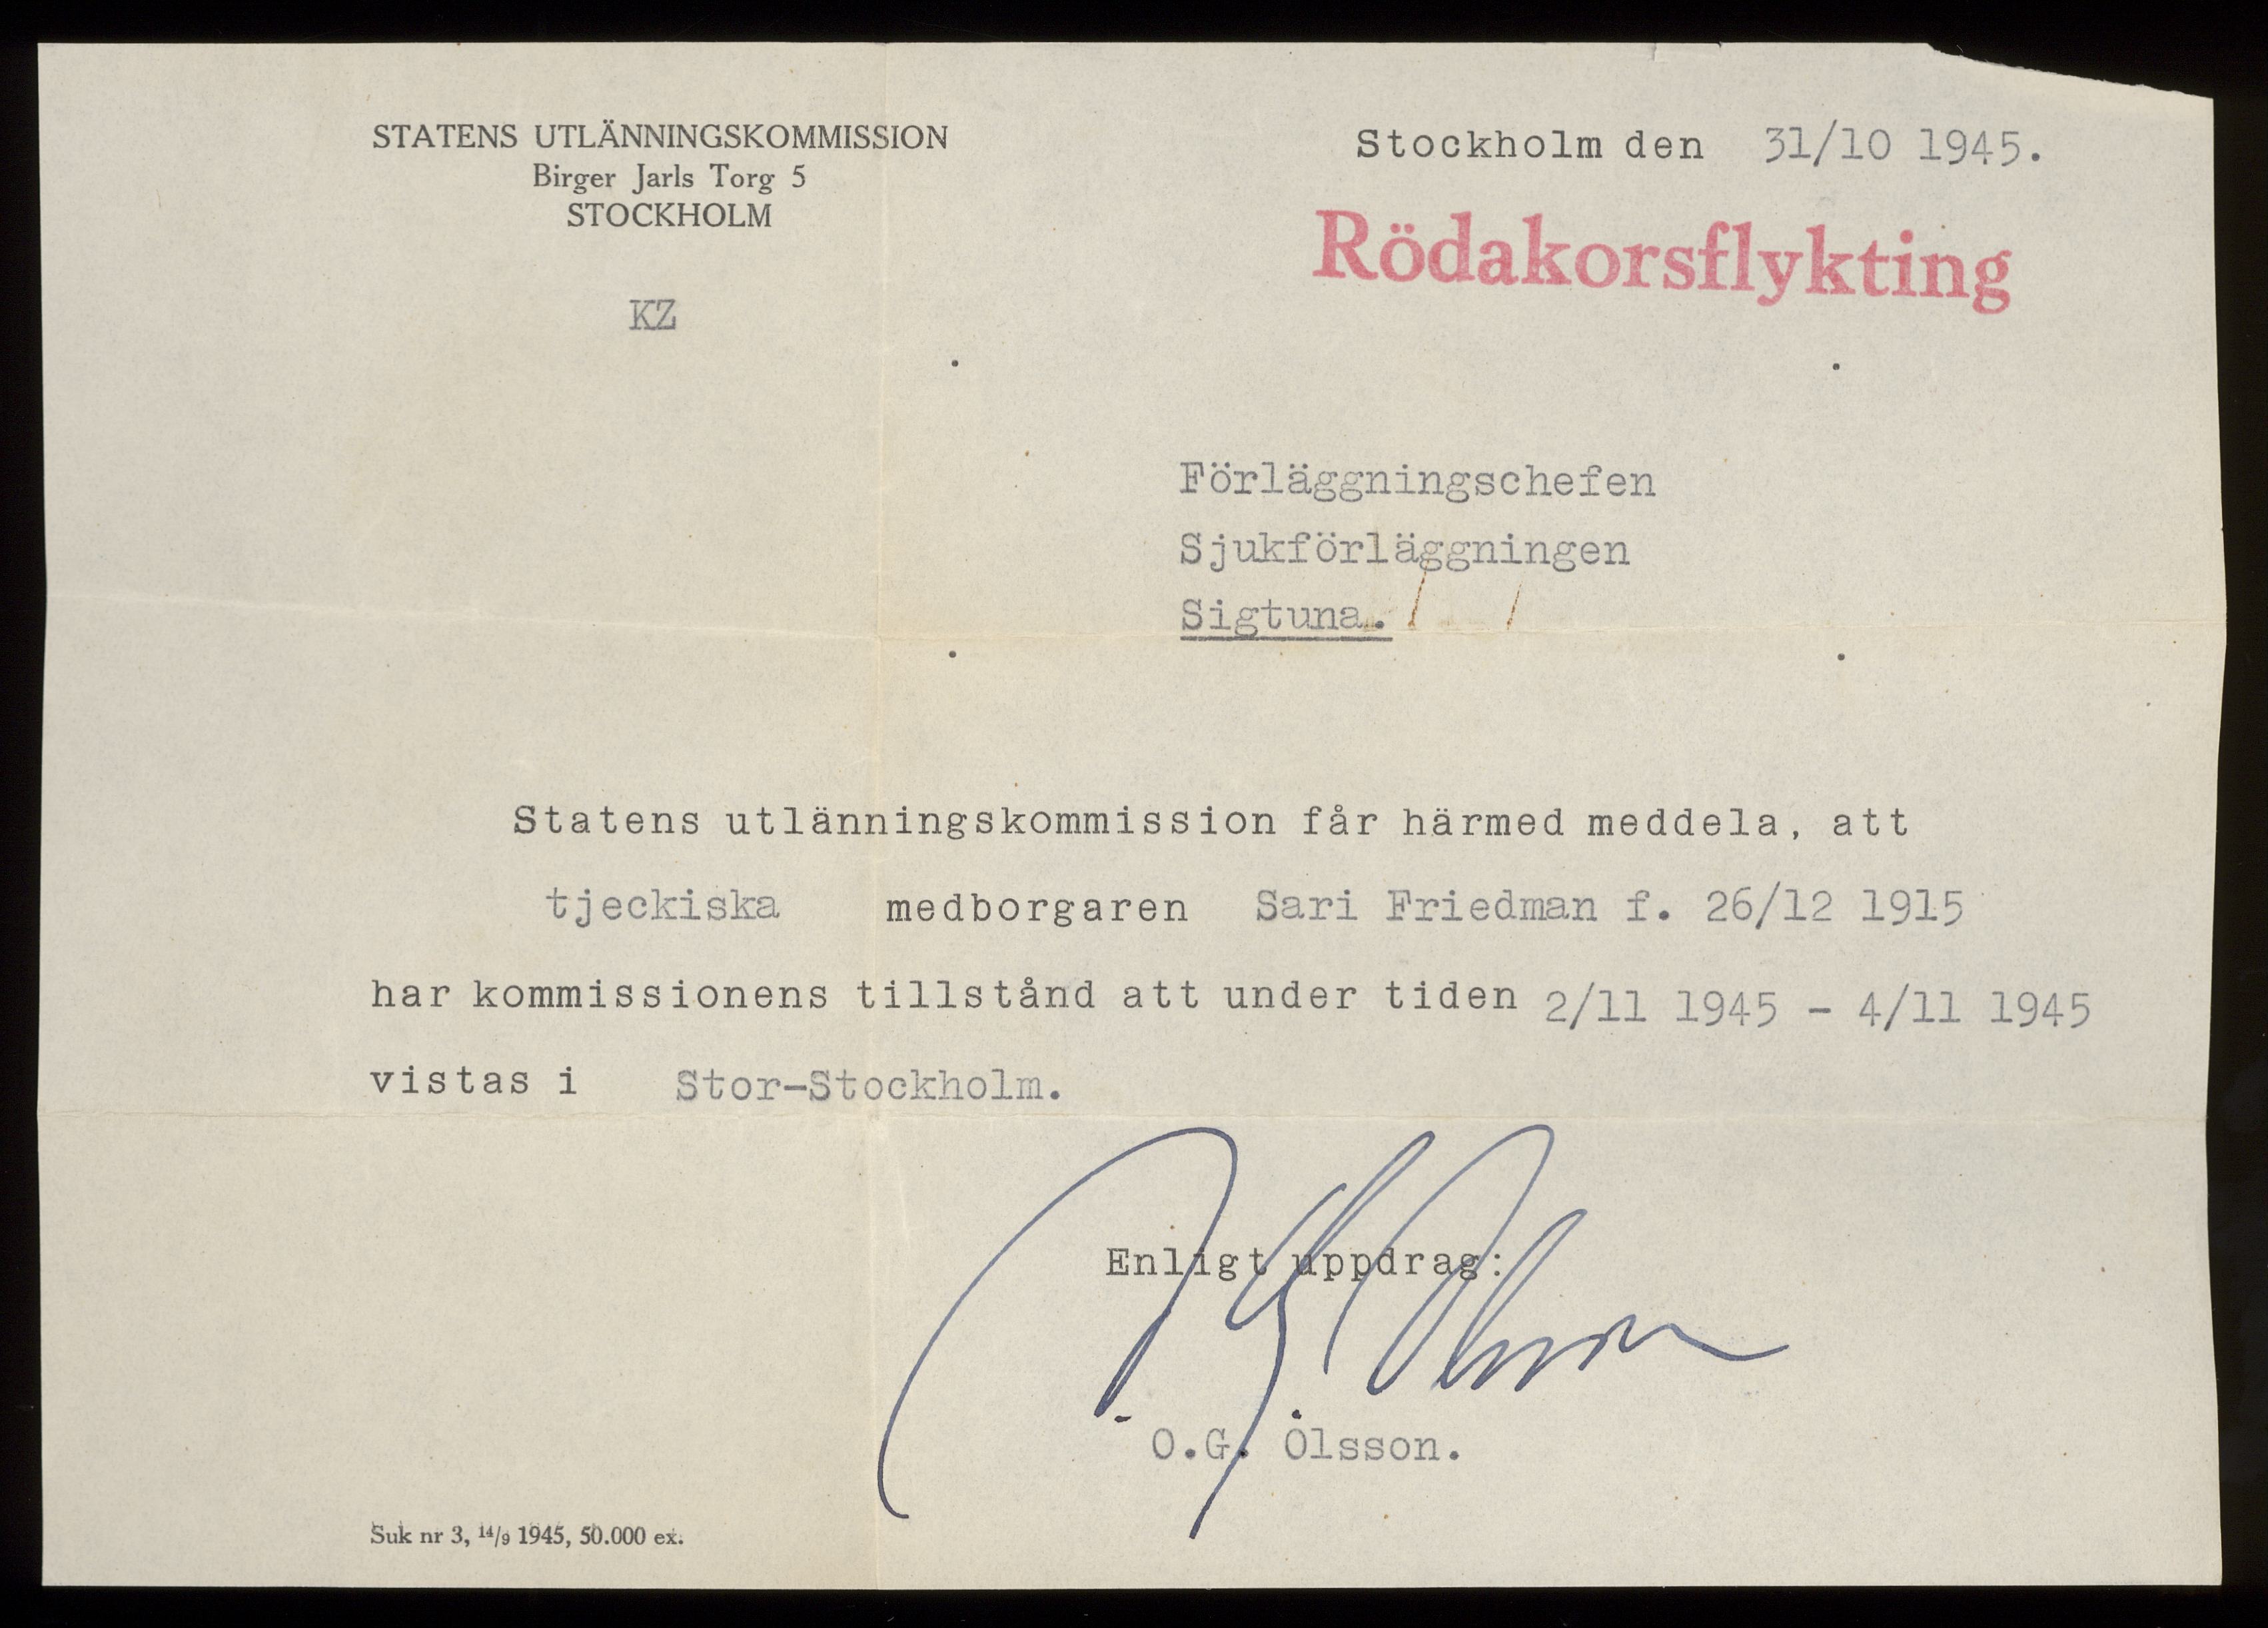 STATENS UTLÄNNINGSKOMMISSION
Birger Jarls Torg 5
STOCKHOLM
KZ
Stockholm den 31/10 1945.
Rödakorsflykting
Förläggningschefen
Sjukförläggningen
Sigtuna.
Statens utlänningskommission får härmed meddela, att
tjeckiska medborgaren Sari Friedman f. 26/12 1915
har kommissionens tillstånd att under tiden 2/11 1945 - 4/11 1945
vistas i Stor-Stockholm.
Enligt uppdrag:
O.G. Olsson.
Suk nr 3, 14/9 1945, 50.000 ex.